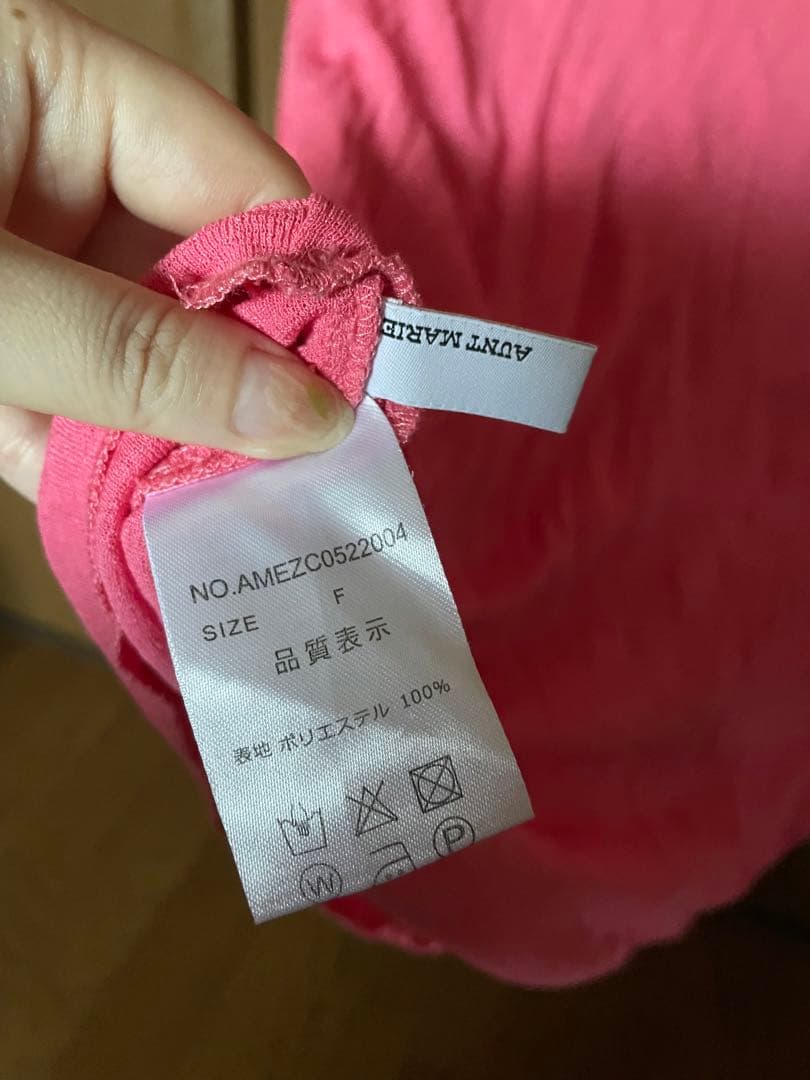 AUNT MARIE
NO.AMEZC0522004
SIZE F
品質表示
表地 ポリエステル 100%
W P